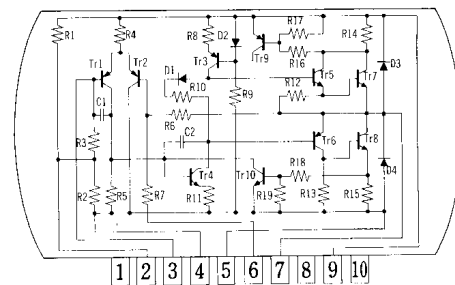 R1 R4 R8 D2 R17 R14
Tr1 Tr2 Tr3 Tr9 R16 D3
D1 R10 R12 Tr5 Tr7
C1 R6 R9
R3 C2 Tr6 Tr8
Tr4 Tr10 R18 D4
R2 R5 R7 R11 R19 R13 R15
1 2 3 4 5 6 7 8 9 10